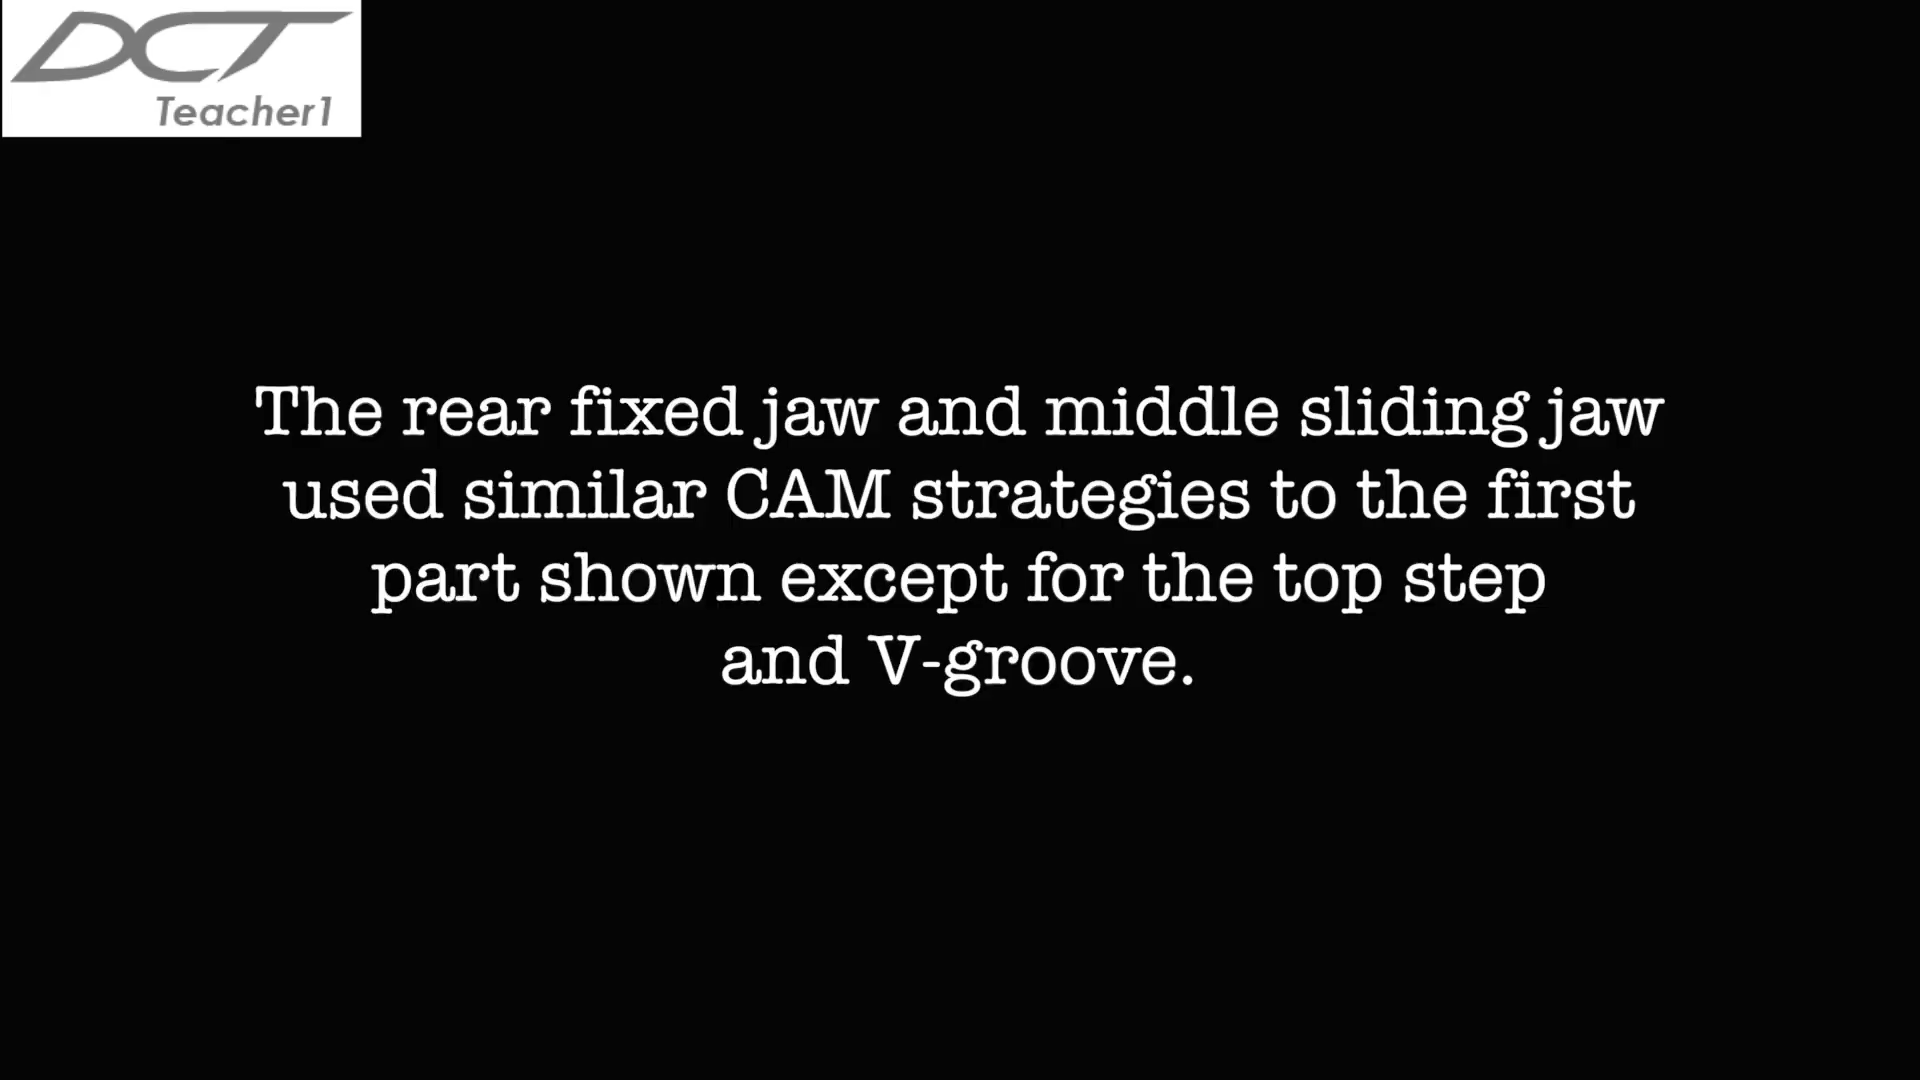 DCT
Teacher1
The rear fixed jaw and middle sliding jaw
used similar CAM strategies to the first
part shown except for the top step
and V-groove.